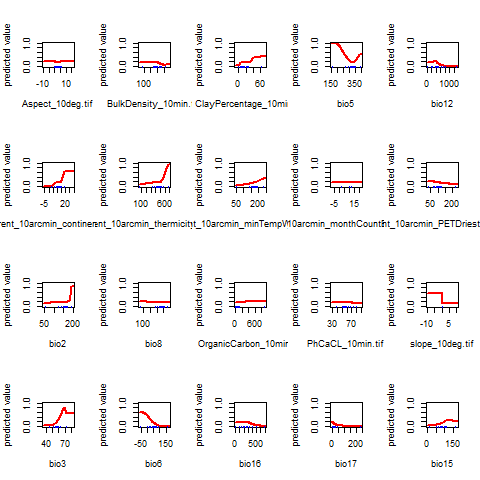 predicted value 0.0 1.0 -10 10 Aspect_10deg.tif
predicted value 0.0 1.0 100 BulkDensity_10min.
predicted value 0.0 1.0 0 60 ClayPercentage_10mi
predicted value 0.0 1.0 150 350 bio5
predicted value 0.0 1.0 0 1000 bio12
predicted value 0.0 1.0 -5 20 rent_10arcmin_contine
predicted value 0.0 1.0 100 600 ent_10arcmin_thermicity
predicted value 0.0 1.0 50 200 t_10arcmin_minTempW
predicted value 0.0 1.0 -5 15 t_10arcmin_monthCount
predicted value 0.0 1.0 50 200 nt_10arcmin_PETDriest
predicted value 0.0 1.0 50 200 bio2
predicted value 0.0 1.0 100 bio8
predicted value 0.0 1.0 0 600 OrganicCarbon_10mir
predicted value 0.0 1.0 30 70 PhCaCL_10min.tif
predicted value 0.0 1.0 -10 5 slope_10deg.tif
predicted value 0.0 1.0 40 70 bio3
predicted value 0.0 1.0 -50 150 bio6
predicted value 0.0 1.0 0 500 bio16
predicted value 0.0 1.0 0 200 bio17
predicted value 0.0 1.0 0 150 bio15